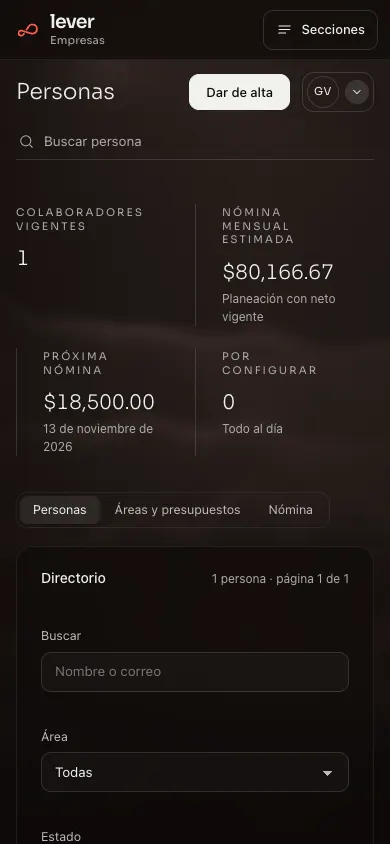 lever
Empresas
Secciones
Personas
Dar de alta
GV
Buscar persona
COLABORADORES
VIGENTES
1
NÓMINA
MENSUAL
ESTIMADA
$80,166.67
Planeación con neto
vigente
PRÓXIMA
NÓMINA
$18,500.00
13 de noviembre de
2026
POR
CONFIGURAR
0
Todo al día
Personas
Áreas y presupuestos
Nómina
Directorio
1 persona · página 1 de 1
Buscar
Nombre o correo
Área
Todas
Estado